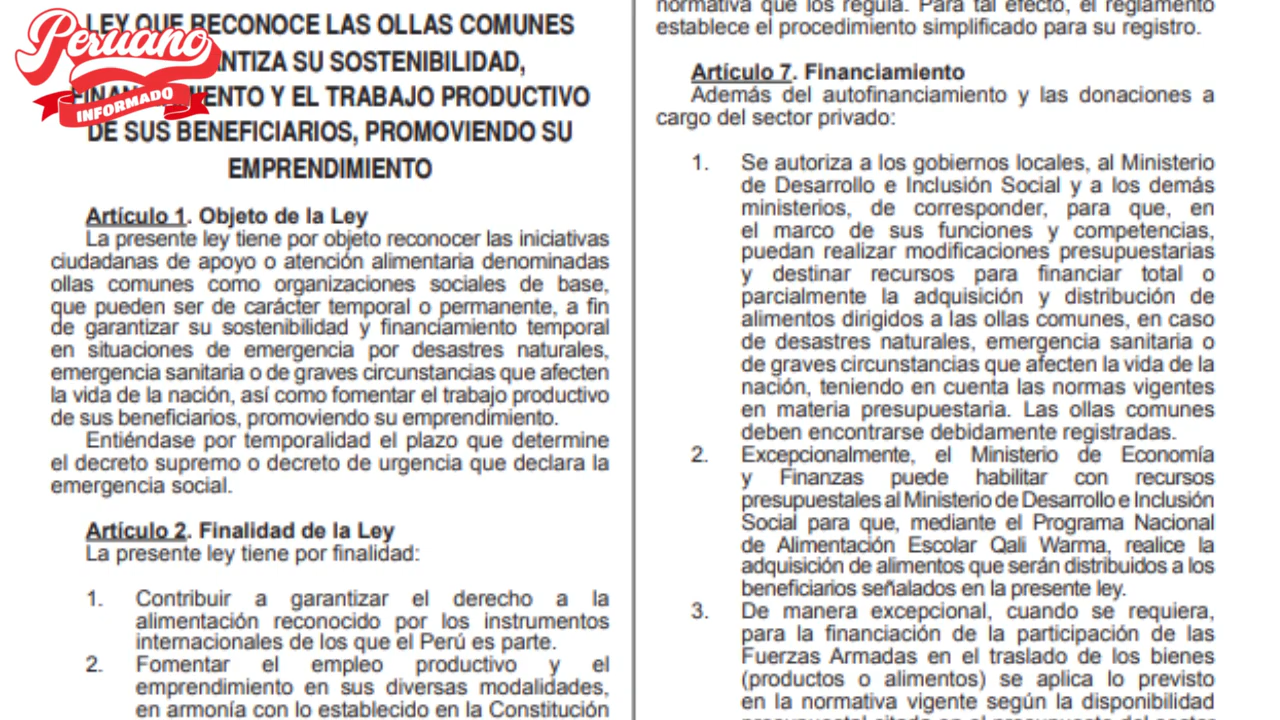 Peruano
INFORMADO
LEY QUE RECONOCE LAS OLLAS COMUNES
ANTIZA SU SOSTENIBILIDAD,
FINAN MIENTO Y EL TRABAJO PRODUCTIVO
DE SUS BENEFICIARIOS, PROMOVIENDO SU
EMPRENDIMIENTO
Artículo 1. Objeto de la Ley
La presente ley tiene por objeto reconocer las iniciativas
ciudadanas de apoyo o atención alimentaria denominadas
ollas comunes como organizaciones sociales de base,
que pueden ser de carácter temporal o permanente, a fin
de garantizar su sostenibilidad y financiamiento temporal
en situaciones de emergencia por desastres naturales,
emergencia sanitaria o de graves circunstancias que afecten
la vida de la nación, así como fomentar el trabajo productivo
de sus beneficiarios, promoviendo su emprendimiento.
Entiéndase por temporalidad el plazo que determine
el decreto supremo o decreto de urgencia que declara la
emergencia social.
Artículo 2. Finalidad de la Ley
La presente ley tiene por finalidad:
1. Contribuir a garantizar el derecho a la
alimentación reconocido por los instrumentos
internacionales de los que el Perú es parte.
2. Fomentar el empleo productivo y el
emprendimiento en sus diversas modalidades,
en armonía con lo establecido en la Constitución
normativa que los regula. Para tal efecto, el reglamento
establece el procedimiento simplificado para su registro.
Artículo 7. Financiamiento
Además del autofinanciamiento y las donaciones a
cargo del sector privado:
1. Se autoriza a los gobiernos locales, al Ministerio
de Desarrollo e Inclusión Social y a los demás
ministerios, de corresponder, para que, en
el marco de sus funciones y competencias,
puedan realizar modificaciones presupuestarias
y destinar recursos para financiar total o
parcialmente la adquisición y distribución de
alimentos dirigidos a las ollas comunes, en caso
de desastres naturales, emergencia sanitaria o
de graves circunstancias que afecten la vida de la
nación, teniendo en cuenta las normas vigentes
en materia presupuestaria. Las ollas comunes
deben encontrarse debidamente registradas.
2. Excepcionalmente, el Ministerio de Economía
y Finanzas puede habilitar con recursos
presupuestales al Ministerio de Desarrollo e Inclusión
Social para que, mediante el Programa Nacional
de Alimentación Escolar Qali Warma, realice la
adquisición de alimentos que serán distribuidos a los
beneficiarios señalados en la presente ley.
3. De manera excepcional, cuando se requiera,
para la financiación de la participación de las
Fuerzas Armadas en el traslado de los bienes
(productos o alimentos) se aplica lo previsto
en la normativa vigente según la disponibilidad